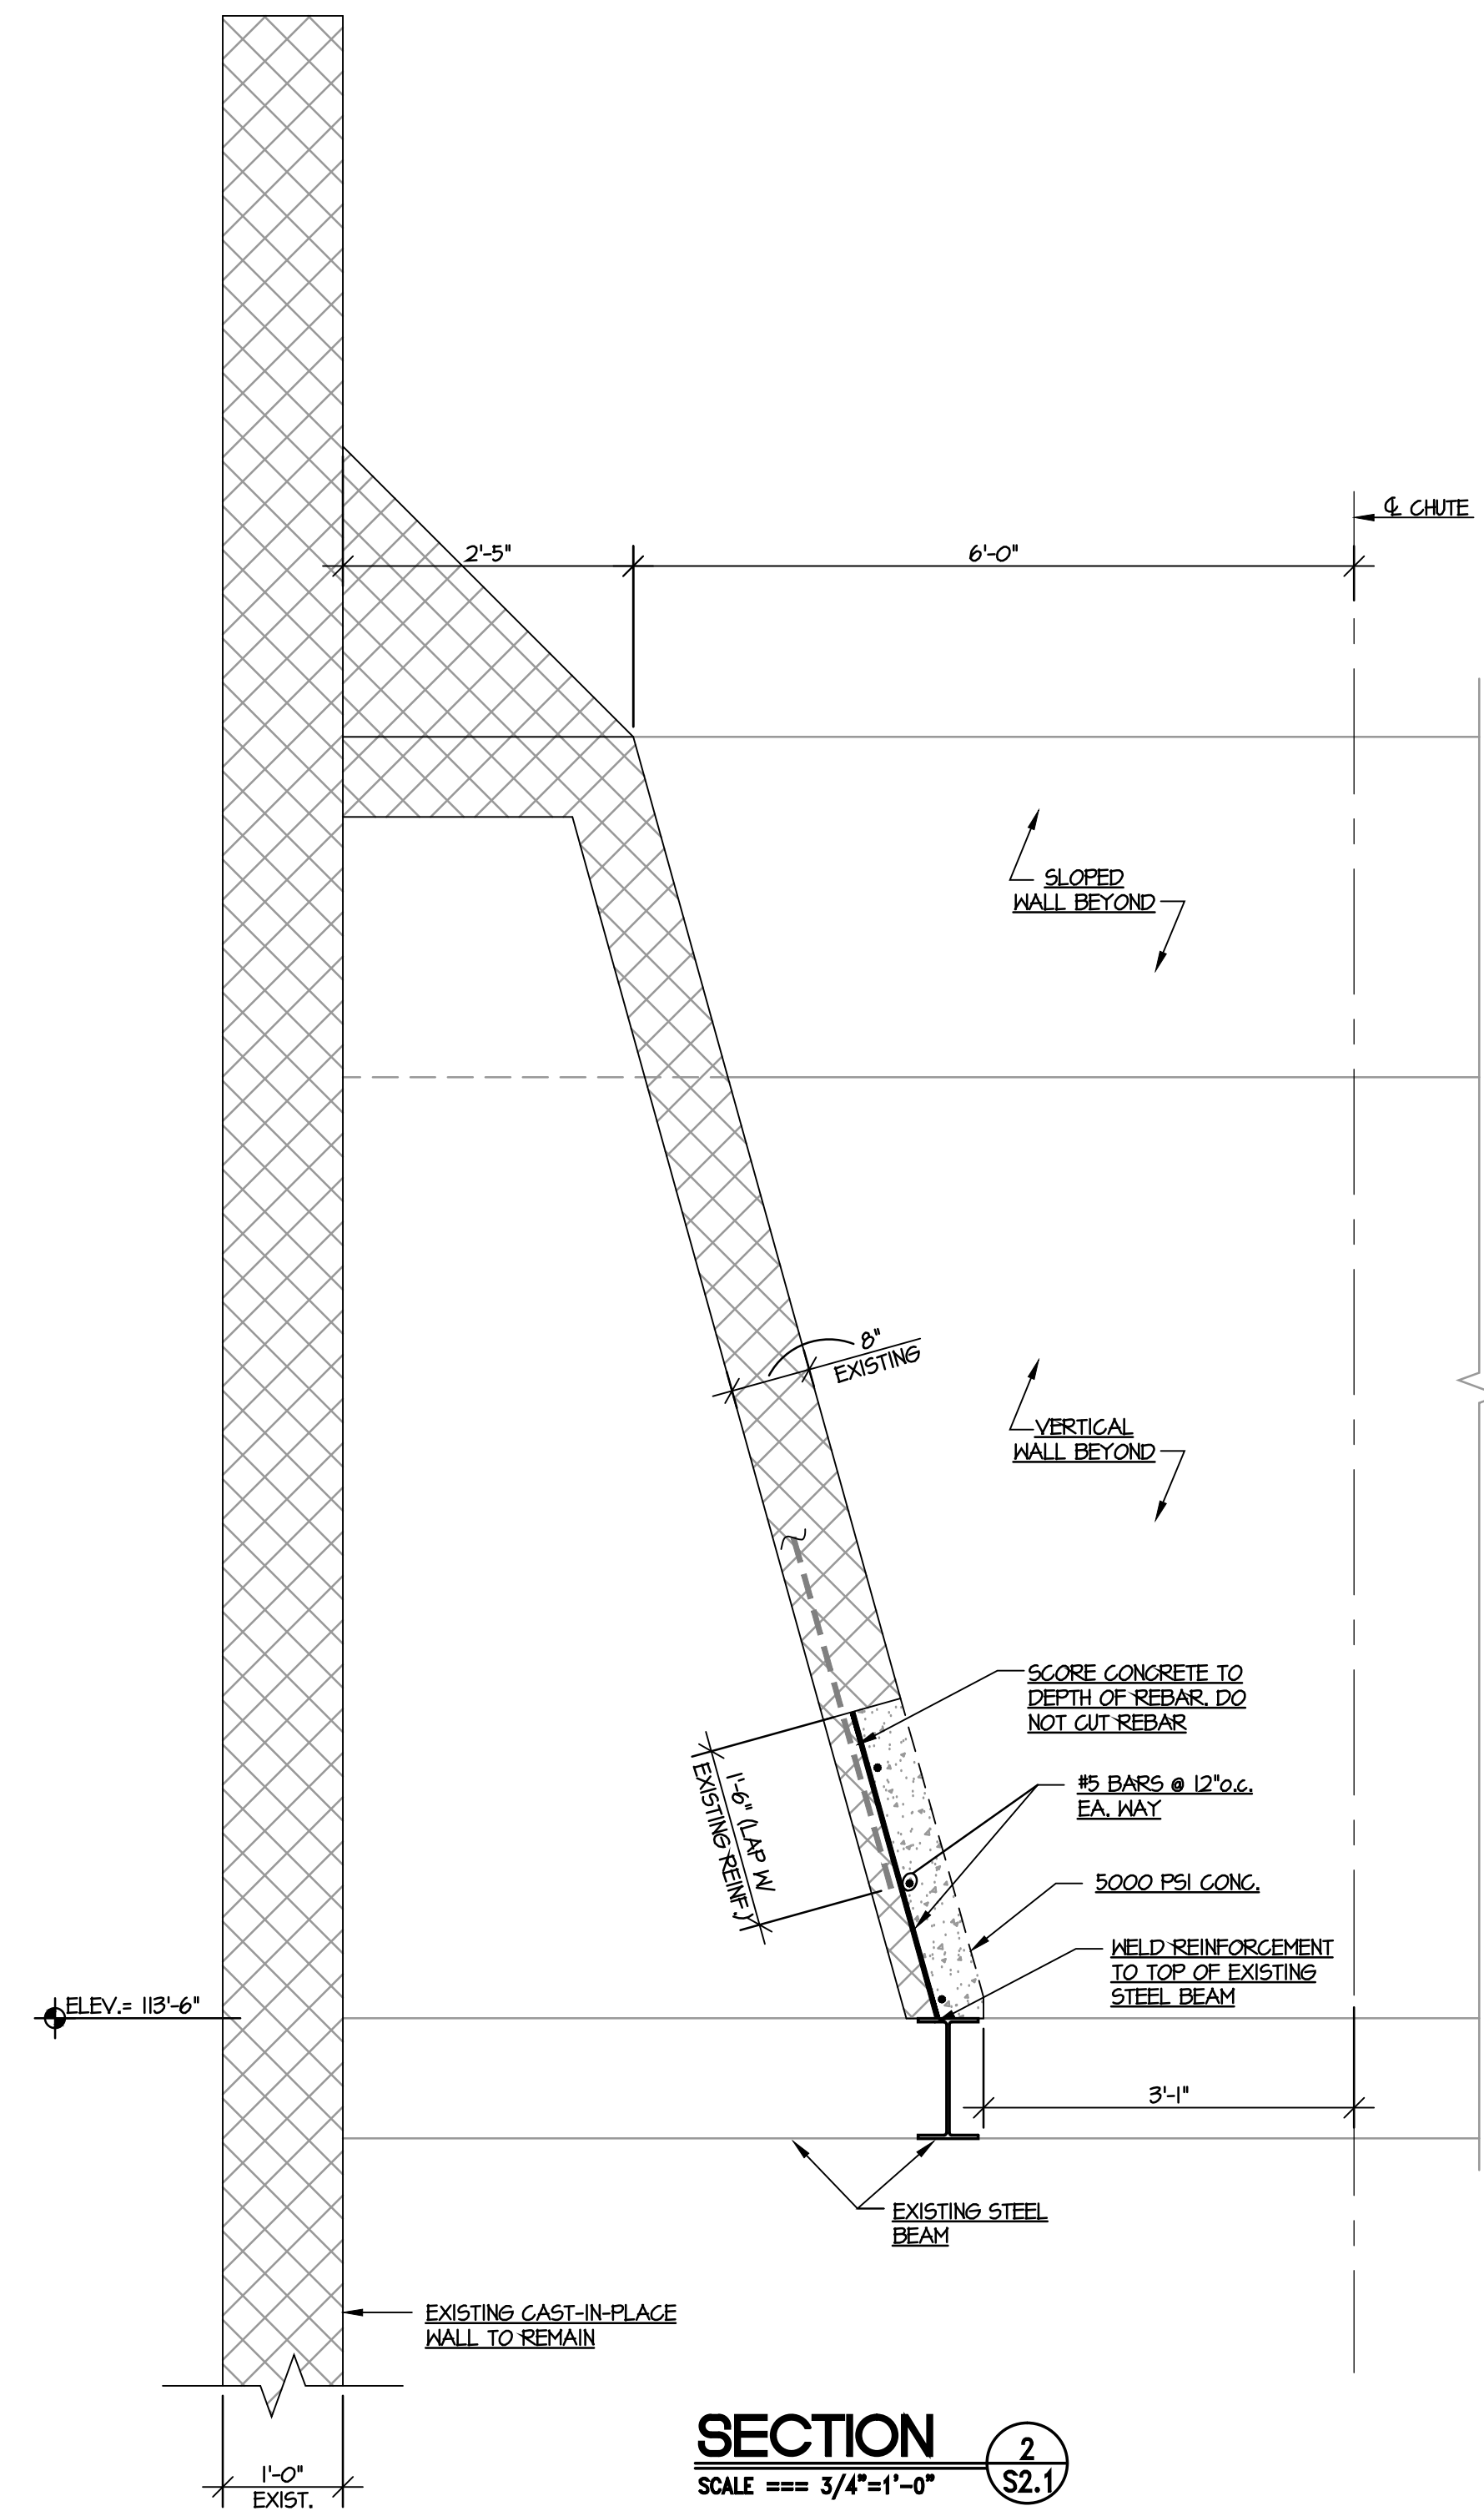 ℄ CHUTE
2'-5"
6'-0"
SLOPED
WALL BEYOND
8"
EXISTING
VERTICAL
WALL BEYOND
SCORE CONCRETE TO
DEPTH OF REBAR. DO
NOT CUT REBAR
1'-6" (LAP W/
EXISTING REINF.)
#5 BARS @ 12"o.c.
EA. WAY
5000 PSI CONC.
WELD REINFORCEMENT
TO TOP OF EXISTING
STEEL BEAM
ELEV.= 113'-6"
3'-1"
EXISTING STEEL
BEAM
EXISTING CAST-IN-PLACE
WALL TO REMAIN
1'-0"
EXIST.
SECTION
SCALE === 3/4"=1'-0"
2
S2.1